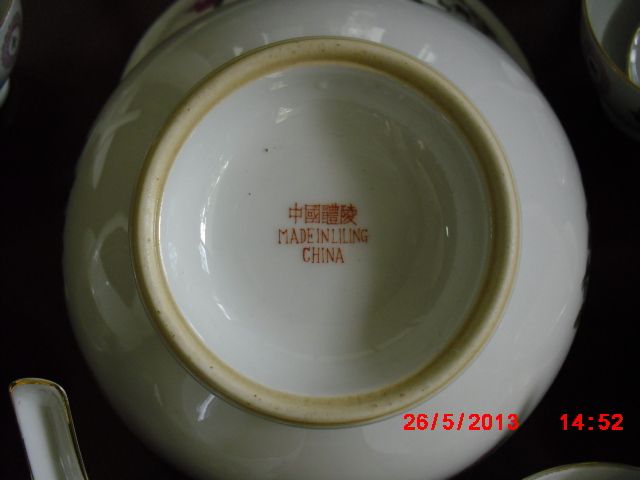 中國醴陵
MADE IN LILING
CHINA
26/5/2013 14:52